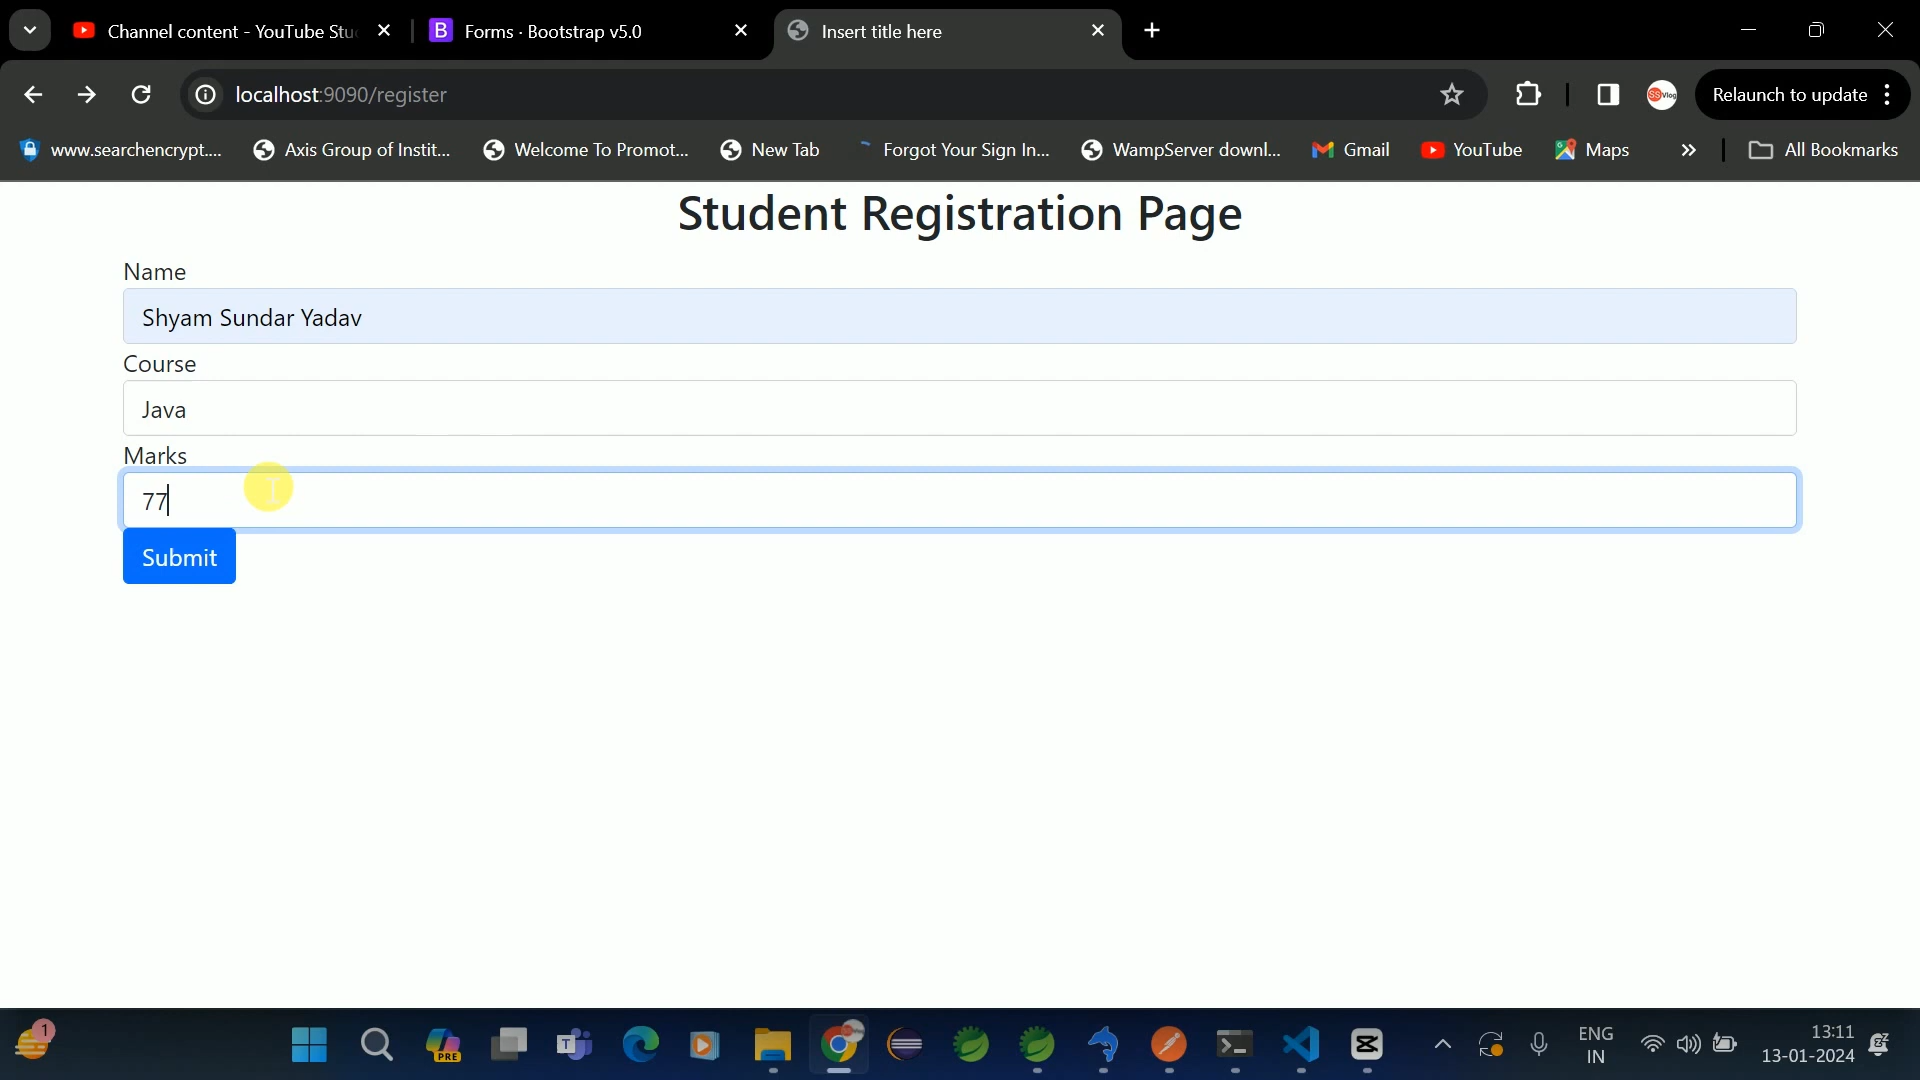 Channel content - YouTube Stu
Forms · Bootstrap v5.0
Insert title here
localhost:9090/register
Relaunch to update
www.searchencrypt....
Axis Group of Instit...
Welcome To Promot...
New Tab
Forgot Your Sign In...
WampServer downl...
Gmail
YouTube
Maps
All Bookmarks
Student Registration Page
Name
Shyam Sundar Yadav
Course
Java
Marks
77
Submit
1
PRE
ENG
IN
13:11
13-01-2024